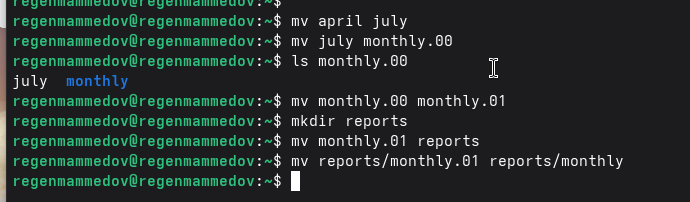 regenmammedov@regenmammedov:~$
regenmammedov@regenmammedov:~$ mv april july
regenmammedov@regenmammedov:~$ mv july monthly.00
regenmammedov@regenmammedov:~$ ls monthly.00
july  monthly
regenmammedov@regenmammedov:~$ mv monthly.00 monthly.01
regenmammedov@regenmammedov:~$ mkdir reports
regenmammedov@regenmammedov:~$ mv monthly.01 reports
regenmammedov@regenmammedov:~$ mv reports/monthly.01 reports/monthly
regenmammedov@regenmammedov:~$